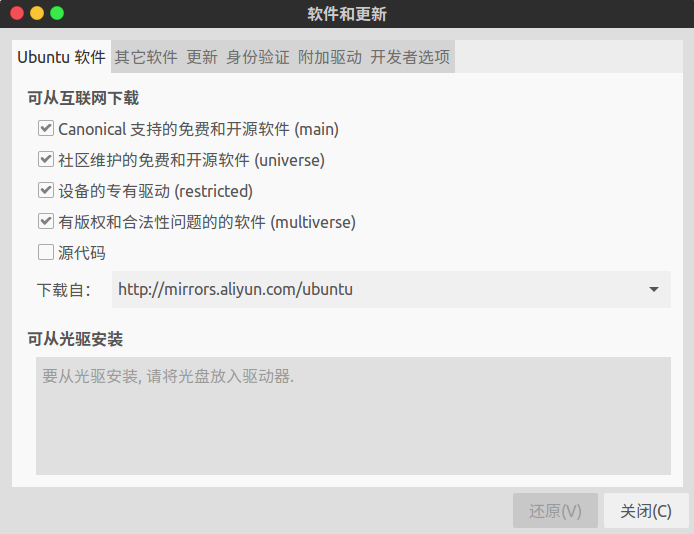 软件和更新
Ubuntu 软件 其它软件 更新 身份验证 附加驱动 开发者选项
可从互联网下载
Canonical 支持的免费和开源软件 (main)
社区维护的免费和开源软件 (universe)
设备的专有驱动 (restricted)
有版权和合法性问题的的软件 (multiverse)
源代码
下载自： http://mirrors.aliyun.com/ubuntu
可从光驱安装
要从光驱安装, 请将光盘放入驱动器.
还原(V) 关闭(C)